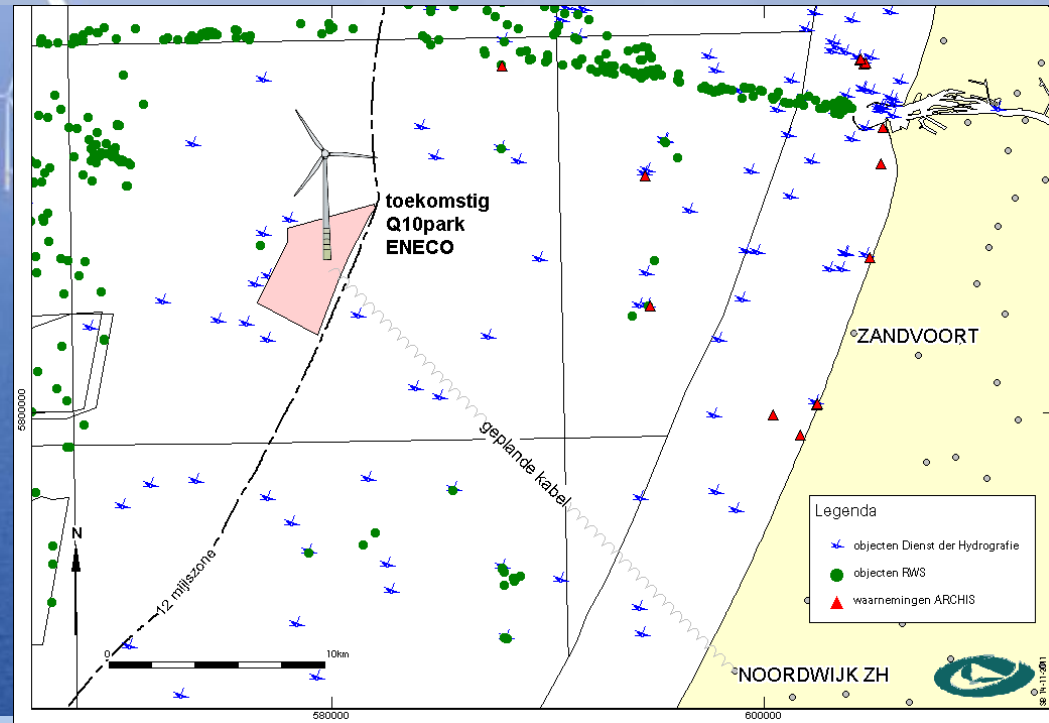 toekomstig
Q10park
ENECO
ZANDVOORT
5800000
geplande kabel
Legenda
objecten Dienst der Hydrografie
objecten RWS
waarnemingen ARCHIS
N
12 mijlszone
0
10km
NOORDWIJK ZH
580000
600000